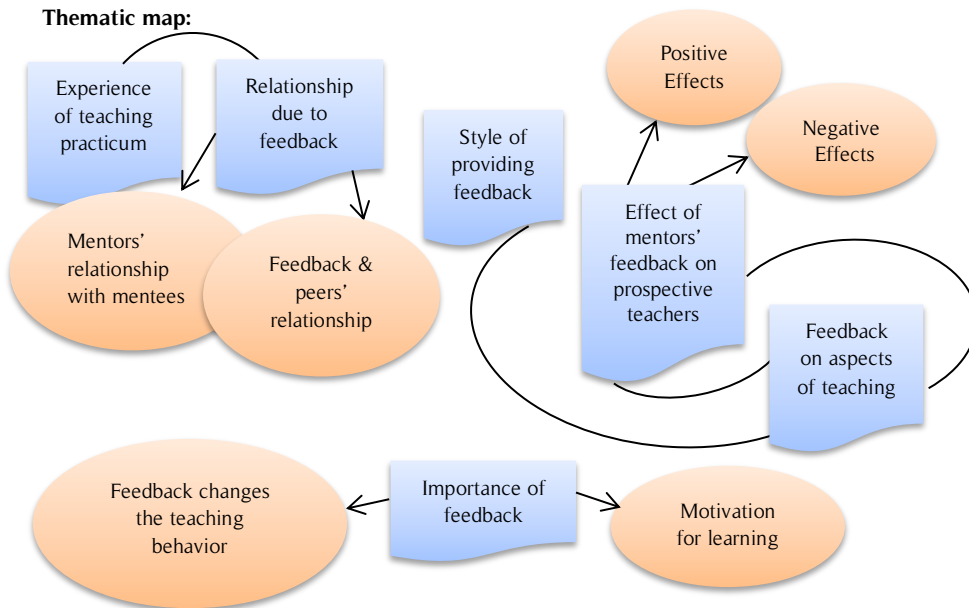 Thematic map:
Experience
of teaching
practicum
Relationship
due to
feedback
Mentors’
relationship
with mentees
Feedback &
peers’
relationship
Style of
providing
feedback
Positive
Effects
Negative
Effects
Effect of
mentors’
feedback on
prospective
teachers
Feedback
on aspects
of teaching
Feedback changes
the teaching
behavior
Importance of
feedback
Motivation
for learning